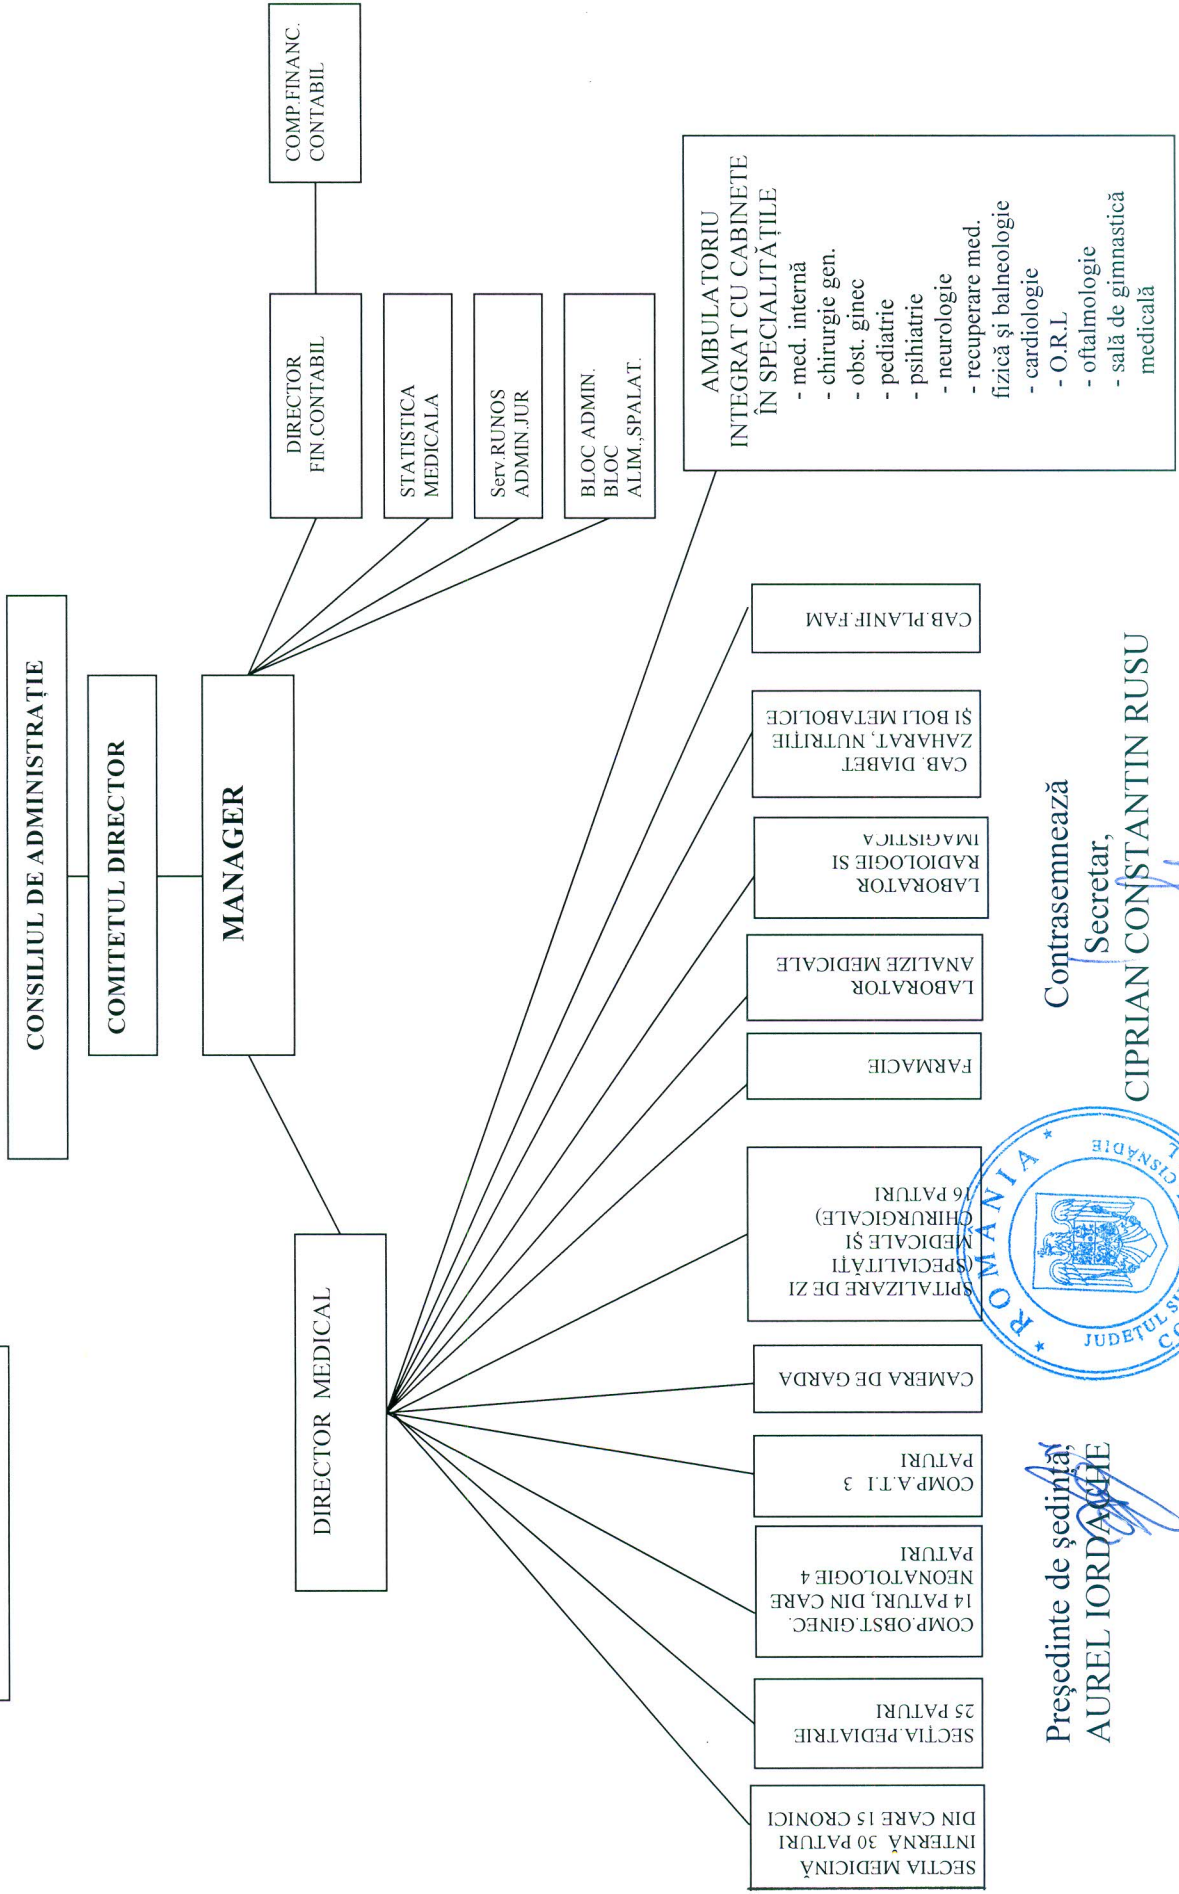 CONSILIUL DE ADMINISTRAȚIE
COMITETUL DIRECTOR
MANAGER
DIRECTOR
FIN.CONTABIL
COMP.FINANC.
CONTABIL
STATISTICA
MEDICALA
Serv.RUNOS
ADMIN.JUR
BLOC ADMIN.
BLOC
ALIM.,SPALAT.
DIRECTOR MEDICAL
SECTIA MEDICINĂ
INTERNĂ 30 PATURI
DIN CARE 15 CRONICI
SECȚIA.PEDIATRIE
25 PATURI
COMP.OBST.GINEC.
14 PATURI, DIN CARE
NEONATOLOGIE 4
PATURI
COMP.A.T.I 3
PATURI
CAMERA DE GARDA
SPITALIZARE DE ZI
(SPECIALITĂȚI
MEDICALE ȘI
CHIRURGICALE)
16 PATURI
FARMACIE
LABORATOR
ANALIZE MEDICALE
LABORATOR
RADIOLOGIE SI
IMAGISTICA
CAB. DIABET
ZAHARAT, NUTRIȚIE
ȘI BOLI METABOLICE
CAB.PLANIF.FAM
AMBULATORIU
INTEGRAT CU CABINETE
ÎN SPECIALITĂȚILE
- med. internă
- chirurgie gen.
- obst. ginec
- pediatrie
- psihiatrie
- neurologie
- recuperare med.
fizică și balneologie
- cardiologie
- O.R.L
- oftalmologie
- sală de gimnastică
medicală
Președinte de ședință,
AUREL IORDACHE
Contrasemnează
Secretar,
CIPRIAN CONSTANTIN RUSU
* ROMÂNIA *
JUDEȚUL
CISNĂDIE